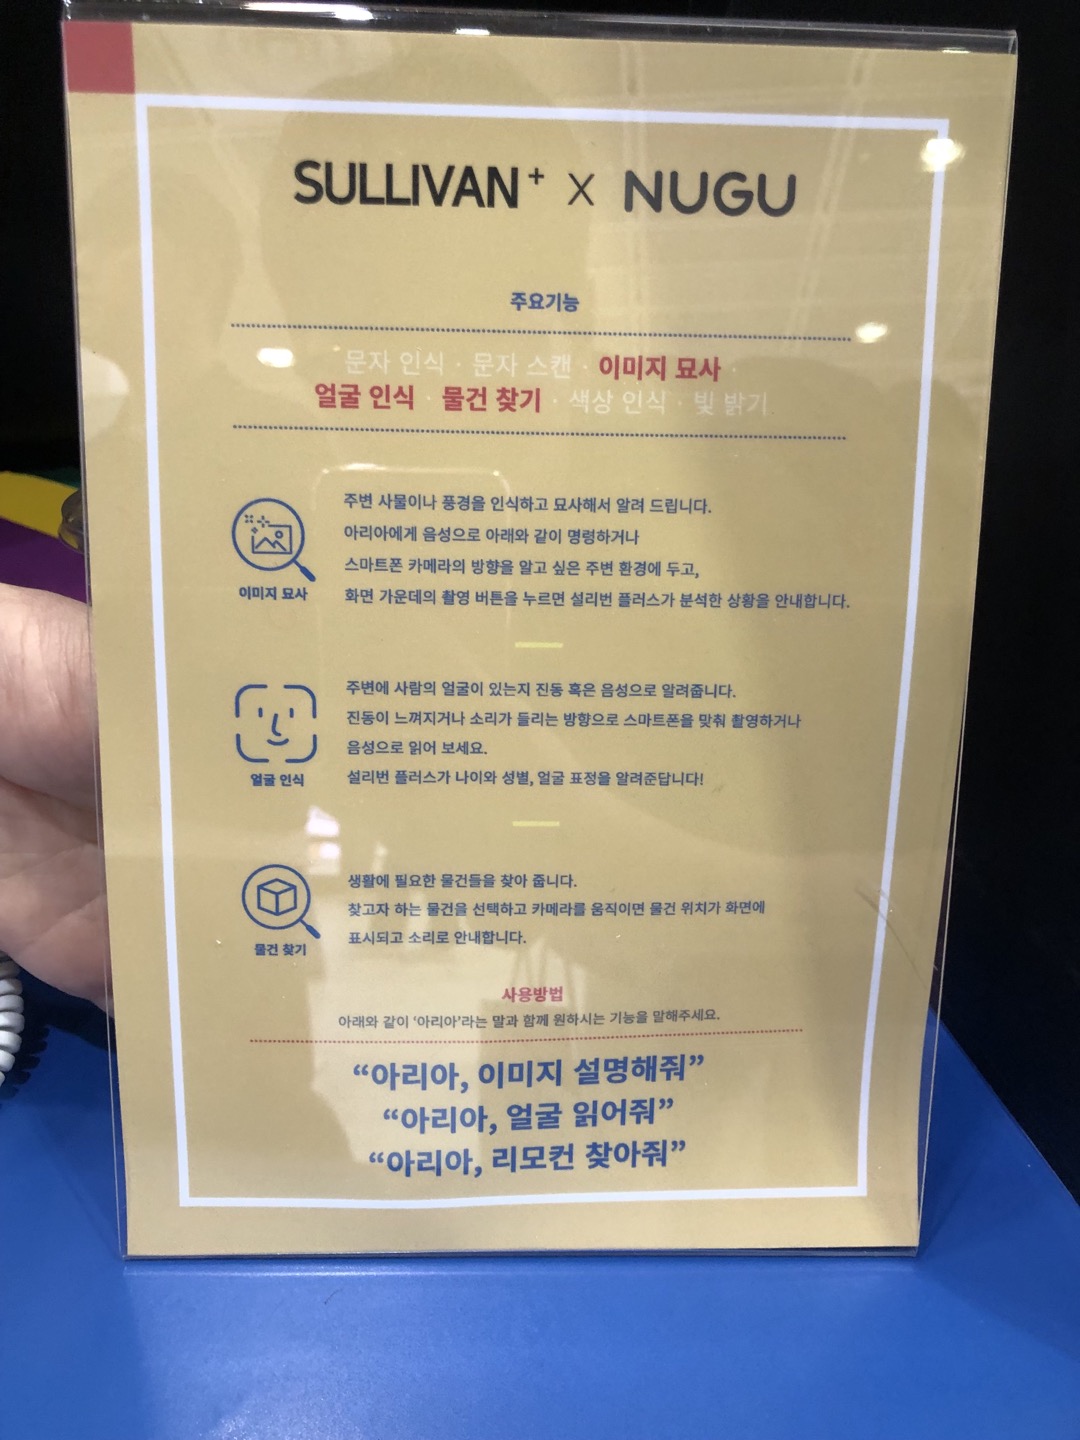 SULLIVAN+ X NUGU
주요기능
문자 인식 · 문자 스캔 · 이미지 묘사 ·
얼굴 인식 · 물건 찾기 · 색상 인식 · 빛 밝기
주변 사물이나 풍경을 인식하고 묘사해서 알려 드립니다.
아리아에게 음성으로 아래와 같이 명령하거나
스마트폰 카메라의 방향을 알고 싶은 주변 환경에 두고,
화면 가운데의 촬영 버튼을 누르면 설리번 플러스가 분석한 상황을 안내합니다.
이미지 묘사
주변에 사람의 얼굴이 있는지 진동 혹은 음성으로 알려줍니다.
진동이 느껴지거나 소리가 들리는 방향으로 스마트폰을 맞춰 촬영하거나
음성으로 읽어 보세요.
설리번 플러스가 나이와 성별, 얼굴 표정을 알려준답니다!
얼굴 인식
생활에 필요한 물건들을 찾아 줍니다.
찾고자 하는 물건을 선택하고 카메라를 움직이면 물건 위치가 화면에
표시되고 소리로 안내합니다.
물건 찾기
사용방법
아래와 같이 ‘아리아’라는 말과 함께 원하시는 기능을 말해주세요.
“아리아, 이미지 설명해줘”
“아리아, 얼굴 읽어줘”
“아리아, 리모컨 찾아줘”